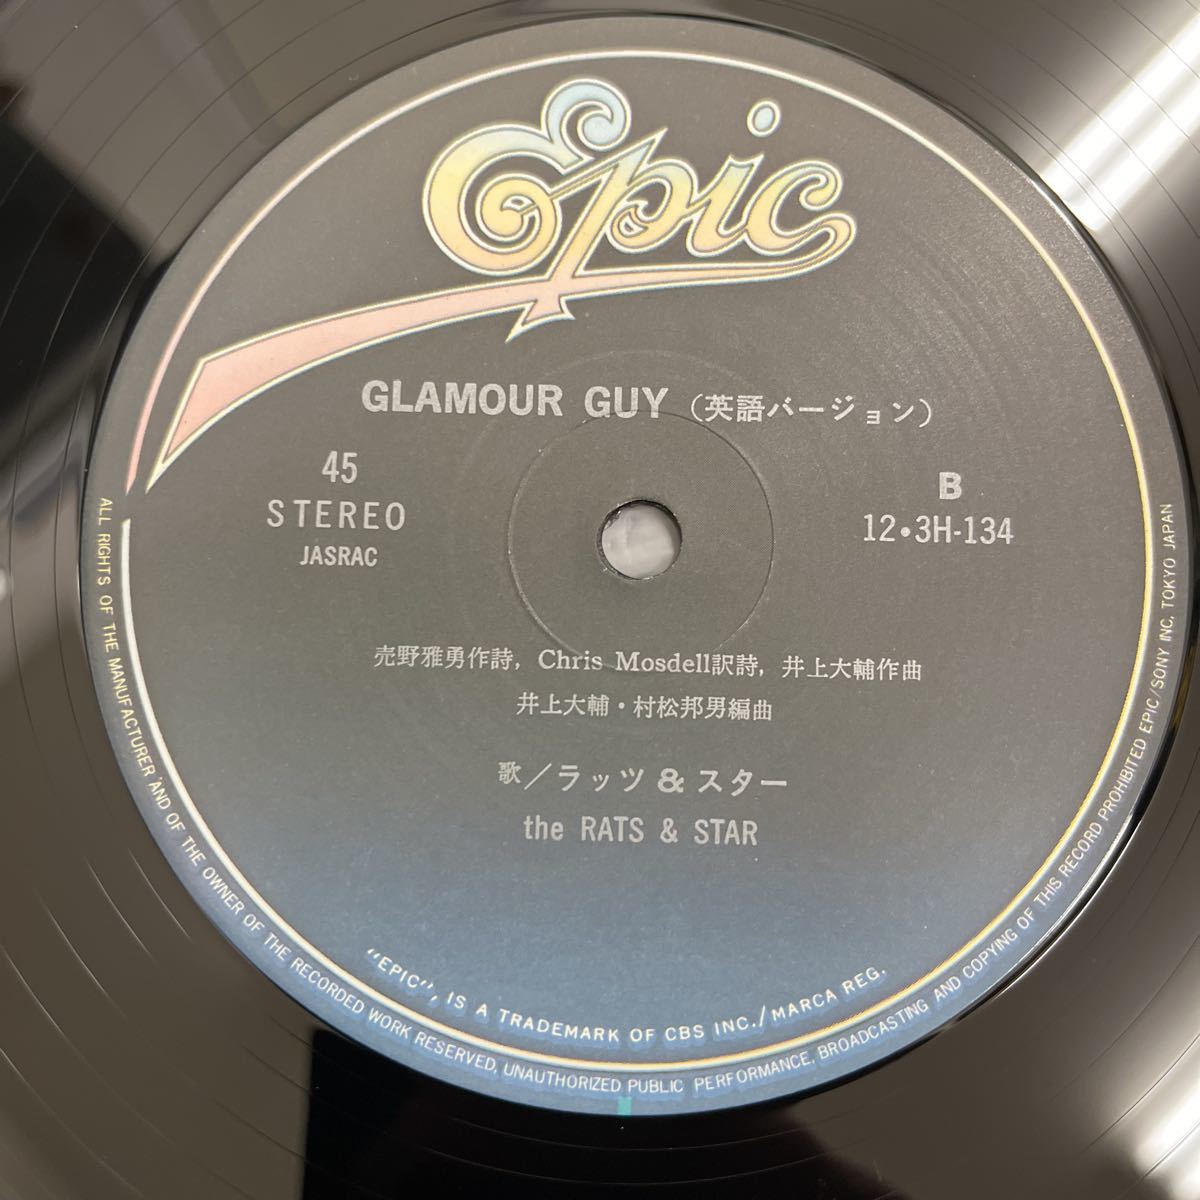 Epic
GLAMOUR GUY (英語バージョン)
45
STEREO
JASRAC
B
12•3H-134
売野雅勇作詩, Chris Mosdell訳詩, 井上大輔作曲
井上大輔・村松邦男編曲
歌/ラッツ&スター
the RATS & STAR
"EPIC", IS A TRADEMARK OF CBS INC./MARCA REG.
ALL RIGHTS OF THE MANUFACTURER AND OF THE OWNER OF THE RECORDED WORK RESERVED, UNAUTHORIZED PUBLIC PERFORMANCE, BROADCASTING AND COPYING OF THIS RECORD PROHIBITED EPIC/SONY INC. TOKYO JAPAN